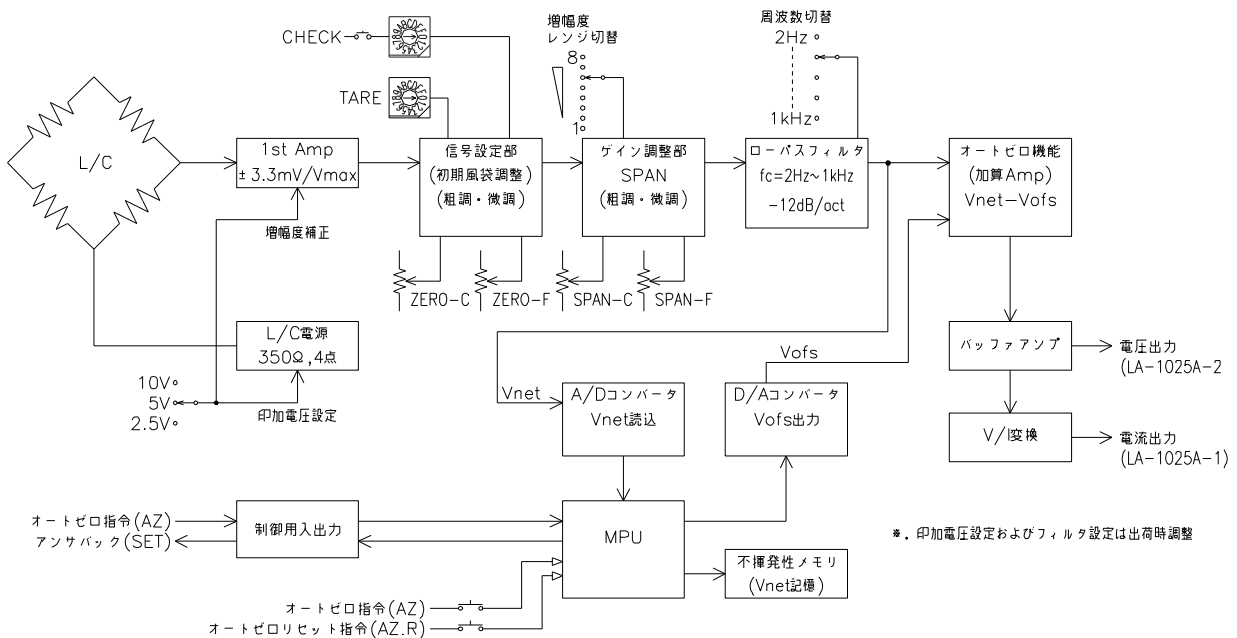 CHECK
TARE
増幅度
レンジ切替
8
1
周波数切替
2Hz
1kHz
L/C
1st Amp
±3.3mV/Vmax
増幅度補正
信号設定部
(初期風袋調整)
(粗調・微調)
ゲイン調整部
SPAN
(粗調・微調)
ローパスフィルタ
fc=2Hz~1kHz
-12dB/oct
オートゼロ機能
(加算Amp)
Vnet-Vofs
ZERO-C
ZERO-F
SPAN-C
SPAN-F
L/C電源
350Ω,4点
10V
5V
2.5V
印加電圧設定
Vnet
A/Dコンバータ
Vnet読込
Vofs
D/Aコンバータ
Vofs出力
バッファアンプ
電圧出力
(LA-1025A-2
V/I変換
電流出力
(LA-1025A-1)
オートゼロ指令(AZ)
アンサバック(SET)
制御用入出力
MPU
不揮発性メモリ
(Vnet記憶)
※. 印加電圧設定およびフィルタ設定は出荷時調整
オートゼロ指令(AZ)
オートゼロリセット指令(AZ.R)